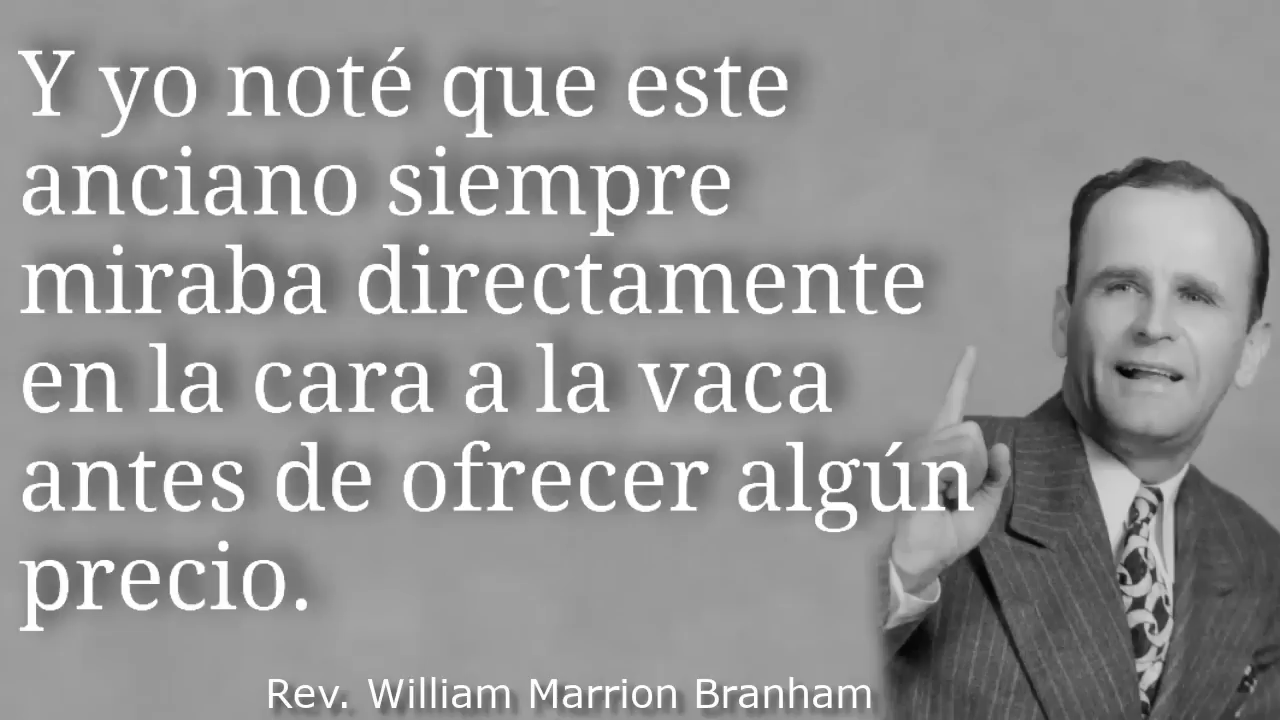 Y yo noté que este
anciano siempre
miraba directamente
en la cara a la vaca
antes de ofrecer algún
precio.
Rev. William Marrion Branham